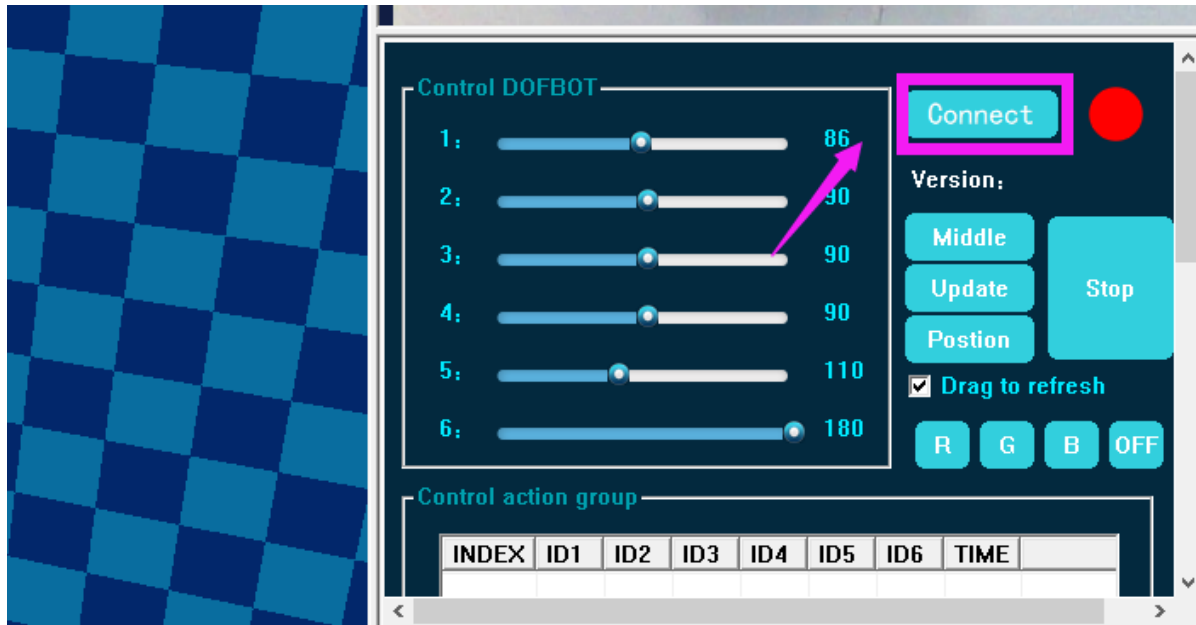 Control DOFBOT
1: 86
2: 90
3: 90
4: 90
5: 110
6: 180
Connect
Version:
Middle
Update
Postion
Stop
Drag to refresh
R G B OFF
Control action group
INDEX ID1 ID2 ID3 ID4 ID5 ID6 TIME